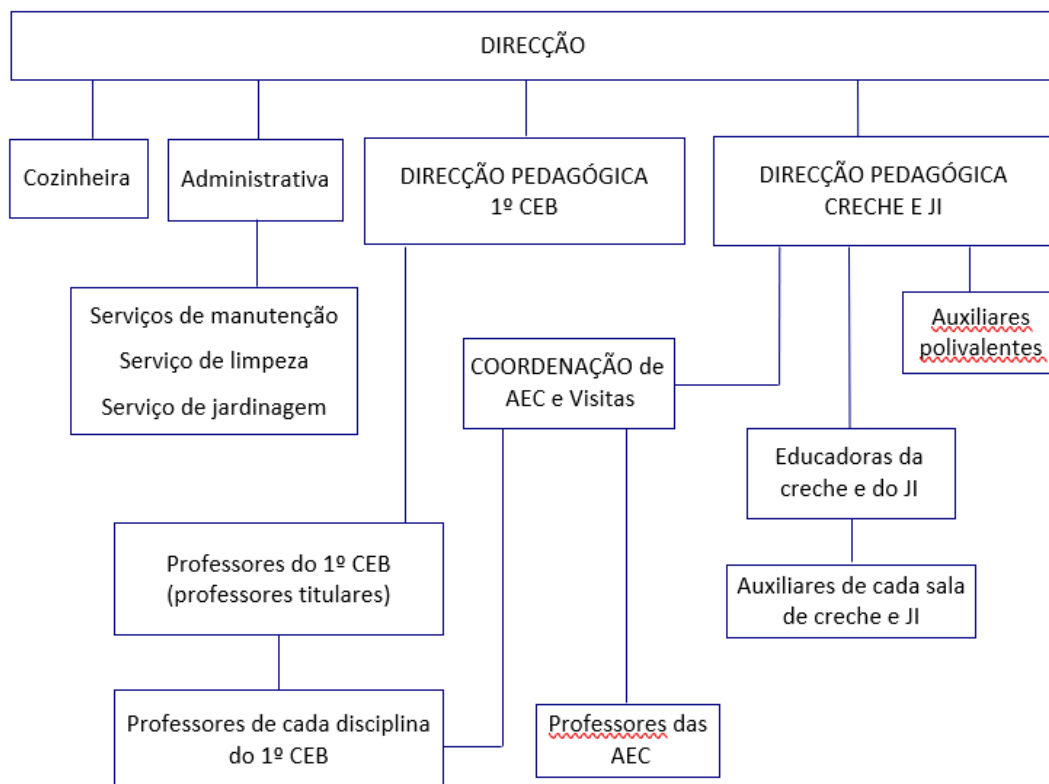 DIRECÇÃO
Cozinheira
Administrativa
DIRECÇÃO PEDAGÓGICA
1º CEB
DIRECÇÃO PEDAGÓGICA
CRECHE E JI
Serviços de manutenção
Serviço de limpeza
Serviço de jardinagem
Auxiliares
polivalentes
COORDENAÇÃO de
AEC e Visitas
Educadoras da
creche e do JI
Professores do 1º CEB
(professores titulares)
Auxiliares de cada sala
de creche e JI
Professores de cada disciplina
do 1º CEB
Professores das
AEC